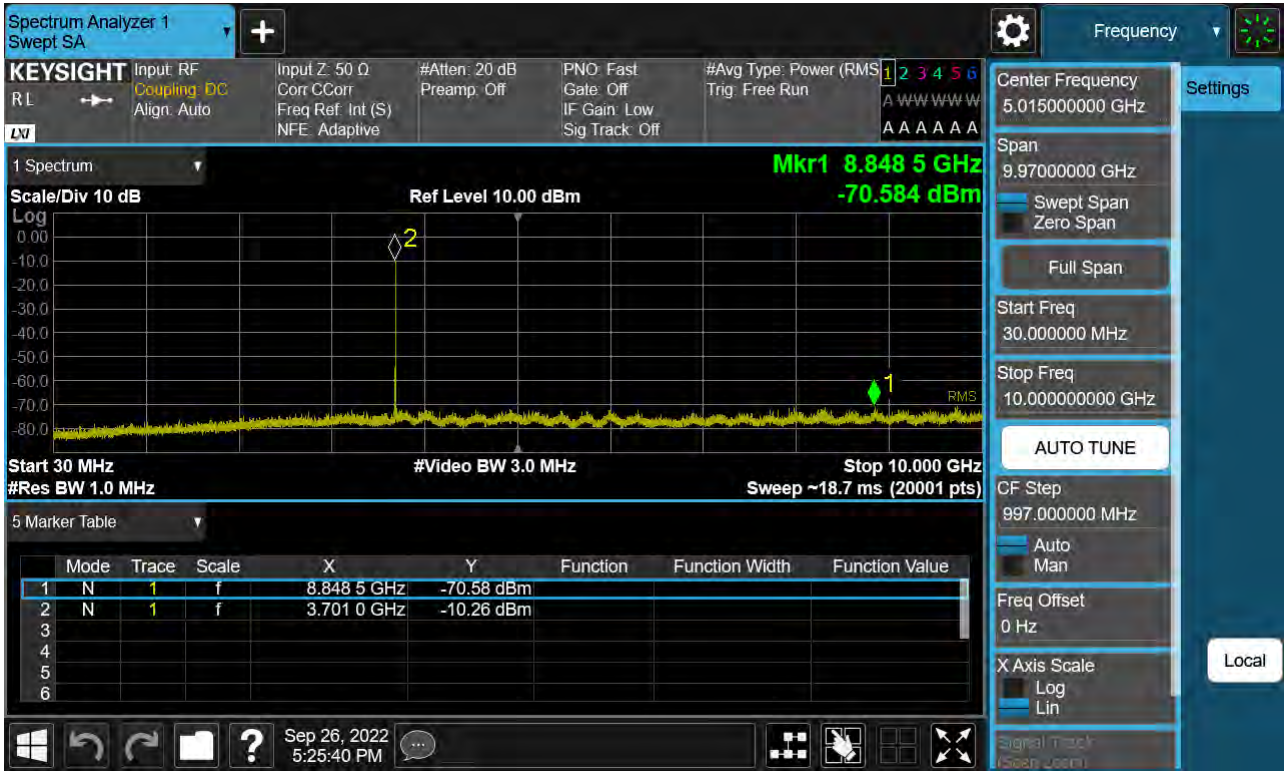 Spectrum Analyzer 1
Swept SA
+
Frequency
KEYSIGHT
RL
LXI
Input: RF
Coupling: DC
Align: Auto
Input Z: 50 Ω
Corr CCorr
Freq Ref: Int (S)
NFE: Adaptive
#Atten: 20 dB
Preamp: Off
PNO: Fast
Gate: Off
IF Gain: Low
Sig Track: Off
#Avg Type: Power (RMS
Trig: Free Run
1 2 3 4 5 6
A W W W W W
A A A A A A
1 Spectrum
Mkr1 8.848 5 GHz
Scale/Div 10 dB
Ref Level 10.00 dBm
-70.584 dBm
Log
0.00
-10.0
-20.0
-30.0
-40.0
-50.0
-60.0
-70.0
-80.0
2
1
RMS
Start 30 MHz
#Video BW 3.0 MHz
Stop 10.000 GHz
#Res BW 1.0 MHz
Sweep ~18.7 ms (20001 pts)
5 Marker Table
Mode Trace Scale X Y Function Function Width Function Value
1 N 1 f 8.848 5 GHz -70.58 dBm
2 N 1 f 3.701 0 GHz -10.26 dBm
3
4
5
6
?
Sep 26, 2022
5:25:40 PM
Center Frequency
5.015000000 GHz
Settings
Span
9.97000000 GHz
Swept Span
Zero Span
Full Span
Start Freq
30.000000 MHz
Stop Freq
10.000000000 GHz
AUTO TUNE
CF Step
997.000000 MHz
Auto
Man
Freq Offset
0 Hz
X Axis Scale
Log
Lin
Local
Signal Track
(Span Zoom)